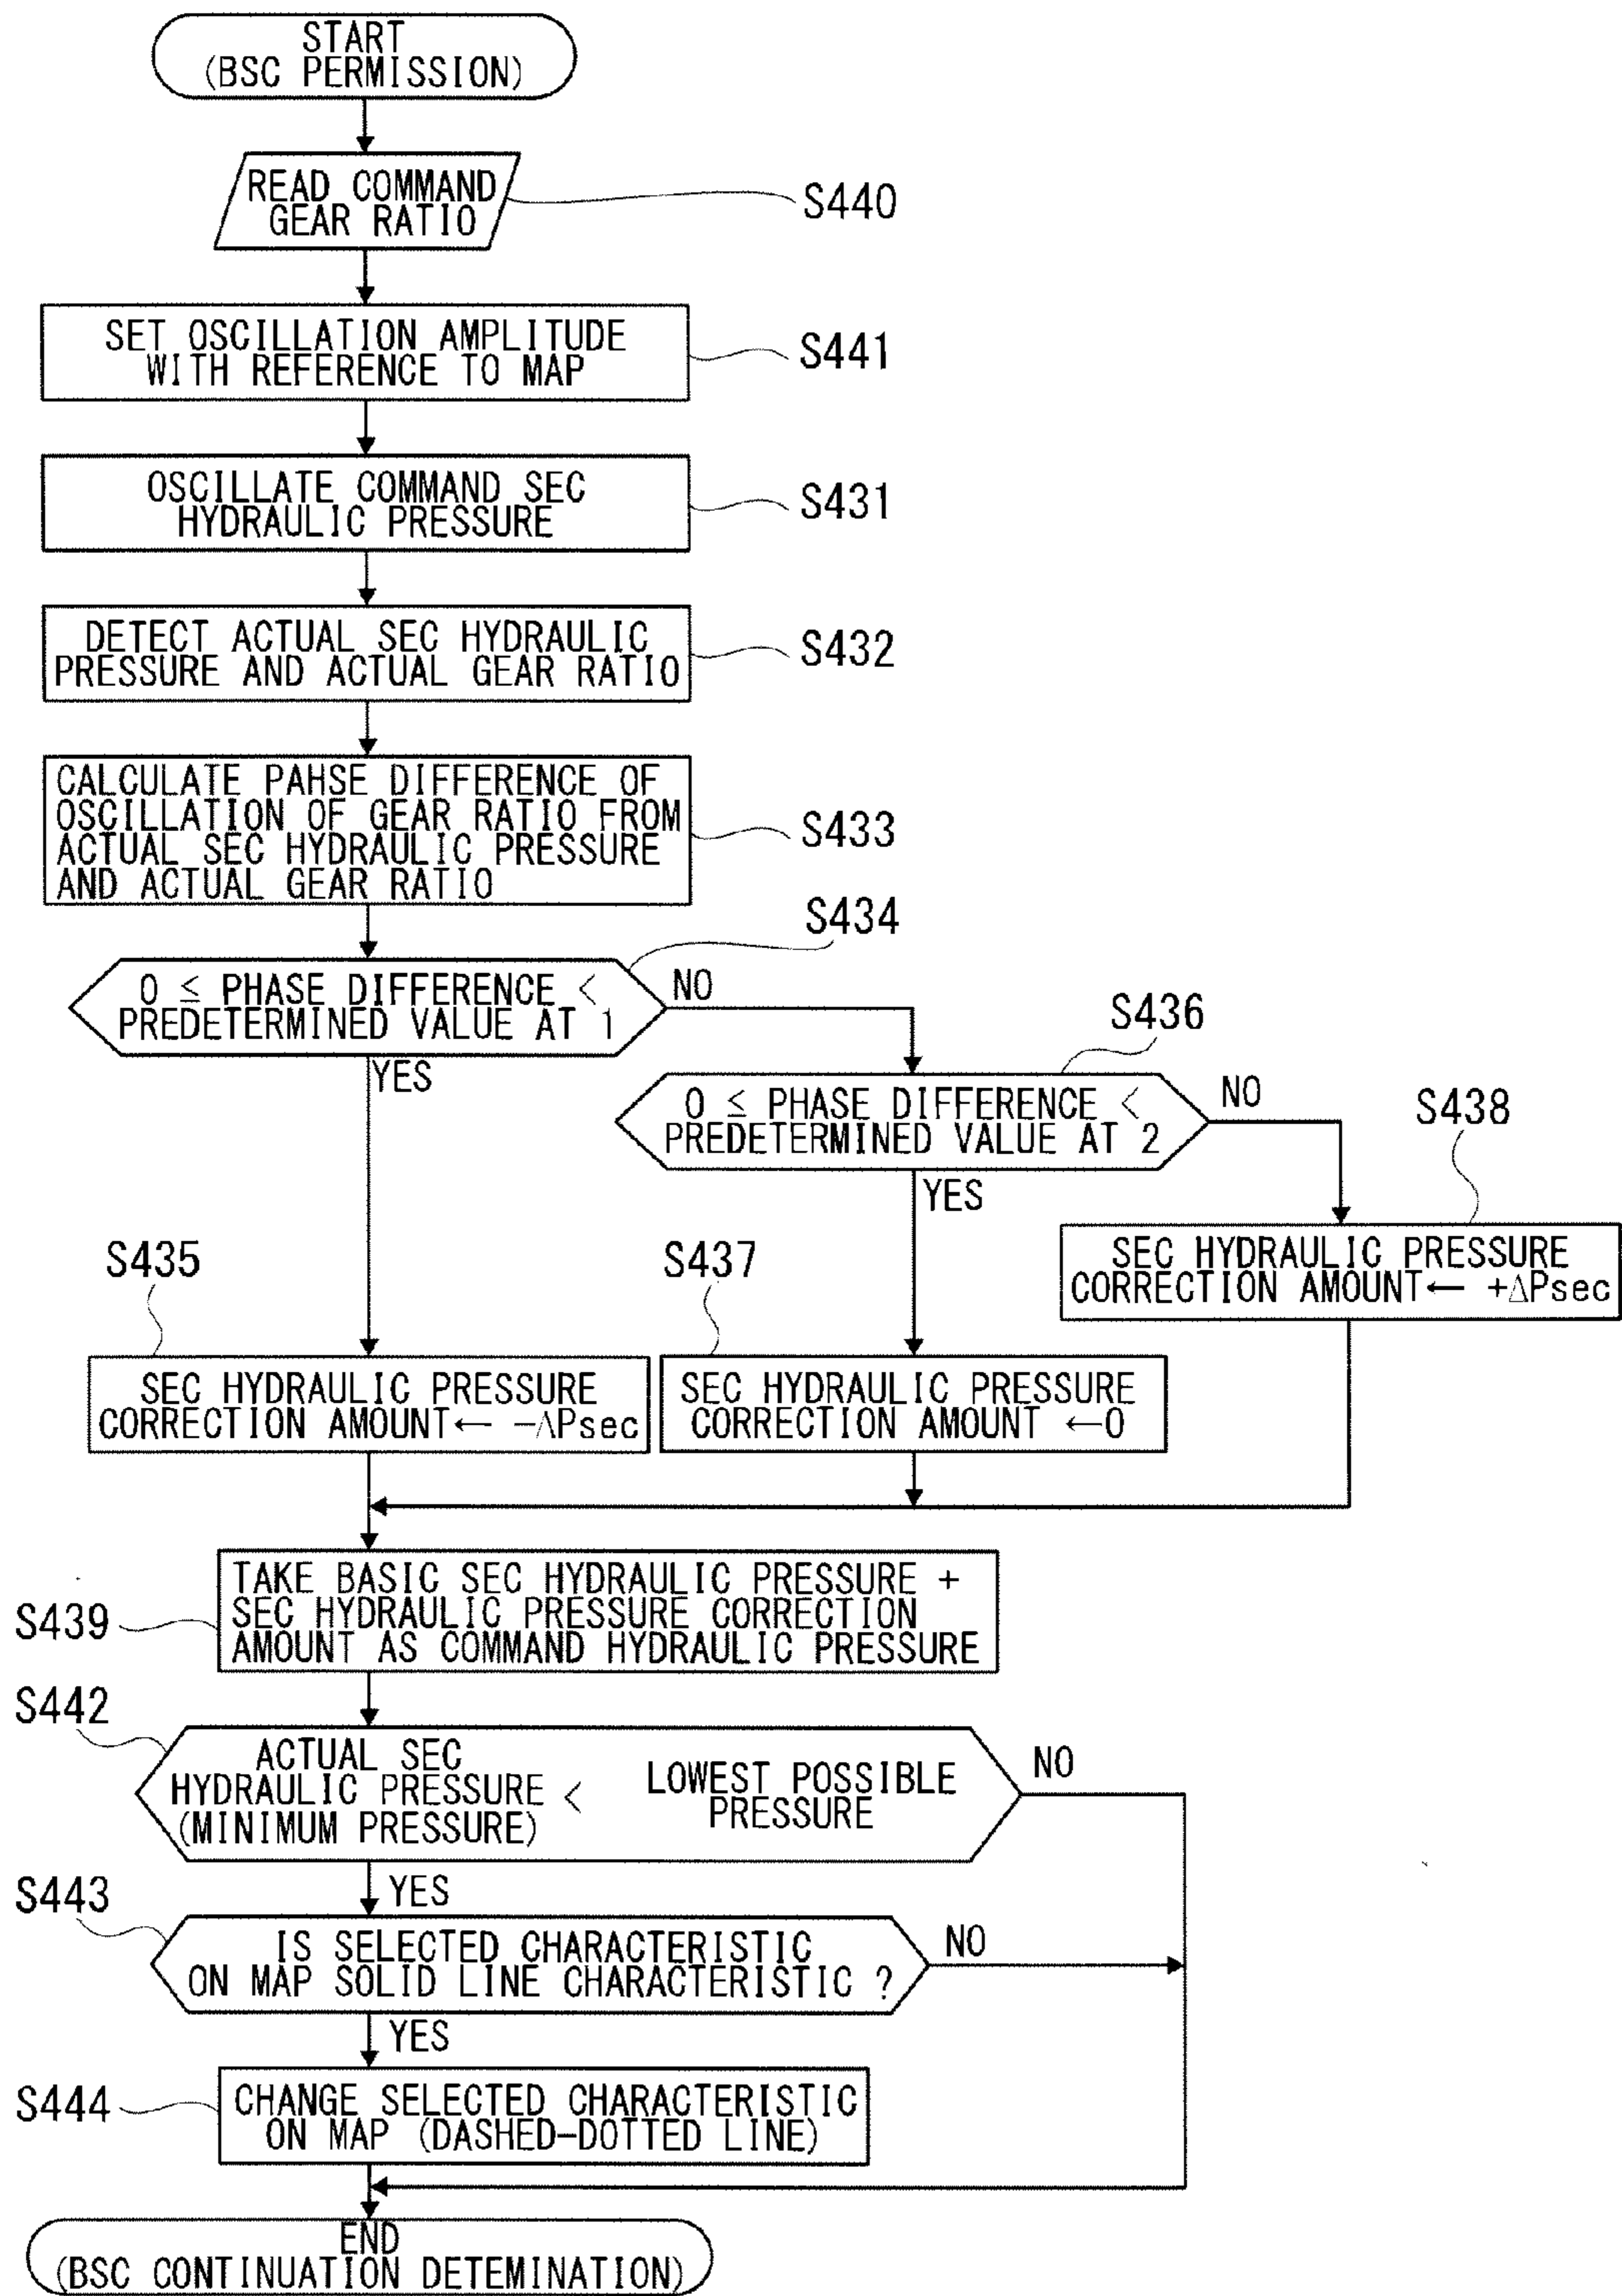 START
(BSC PERMISSION)
READ COMMAND
GEAR RATIO
S440
SET OSCILLATION AMPLITUDE
WITH REFERENCE TO MAP
S441
OSCILLATE COMMAND SEC
HYDRAULIC PRESSURE
S431
DETECT ACTUAL SEC HYDRAULIC
PRESSURE AND ACTUAL GEAR RATIO
S432
CALCULATE PAHSE DIFFERENCE OF
OSCILLATION OF GEAR RATIO FROM
ACTUAL SEC HYDRAULIC PRESSURE
AND ACTUAL GEAR RATIO
S433
S434
0 ≤ PHASE DIFFERENCE <
PREDETERMINED VALUE AT 1
NO
YES
S436
0 ≤ PHASE DIFFERENCE <
PREDETERMINED VALUE AT 2
NO
YES
S438
SEC HYDRAULIC PRESSURE
CORRECTION AMOUNT← +ΔPsec
S435
SEC HYDRAULIC PRESSURE
CORRECTION AMOUNT← −ΔPsec
S437
SEC HYDRAULIC PRESSURE
CORRECTION AMOUNT ←0
S439
TAKE BASIC SEC HYDRAULIC PRESSURE +
SEC HYDRAULIC PRESSURE CORRECTION
AMOUNT AS COMMAND HYDRAULIC PRESSURE
S442
ACTUAL SEC
HYDRAULIC PRESSURE <
(MINIMUM PRESSURE)
LOWEST POSSIBLE
PRESSURE
NO
YES
S443
IS SELECTED CHARACTERISTIC
ON MAP SOLID LINE CHARACTERISTIC ?
NO
YES
S444
CHANGE SELECTED CHARACTERISTIC
ON MAP (DASHED-DOTTED LINE)
END
(BSC CONTINUATION DETEMINATION)